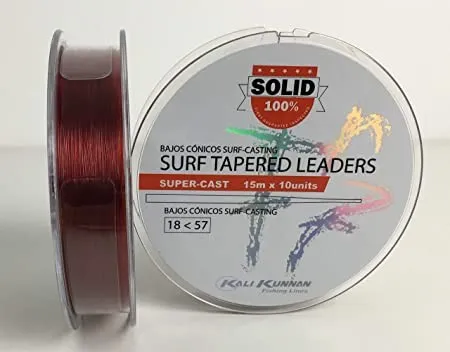 SOLID
100%
BAJOS CÓNICOS SURF-CASTING
SURF TAPERED LEADERS
SUPER-CAST 15m x 10units
BAJOS CÓNICOS SURF-CASTING
18 < 57
KALI KUNNAN
Fishing Lines